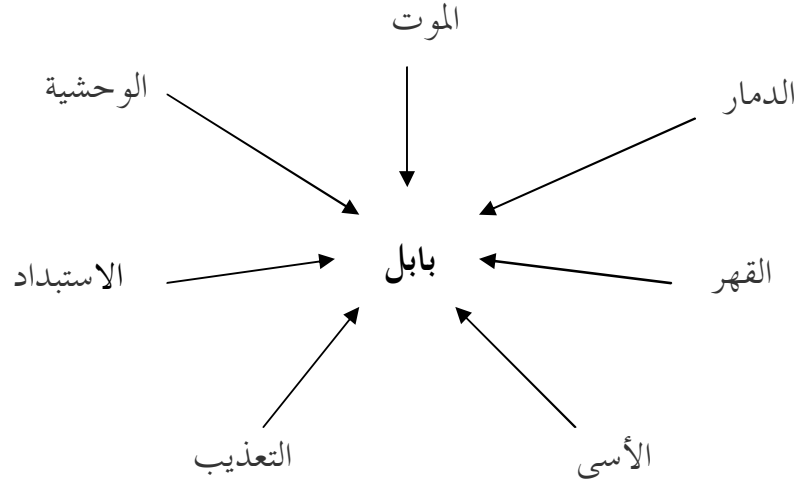 الموت
الدمار
الوحشية
بابل
القهر
الاستبداد
الأسى
التعذيب